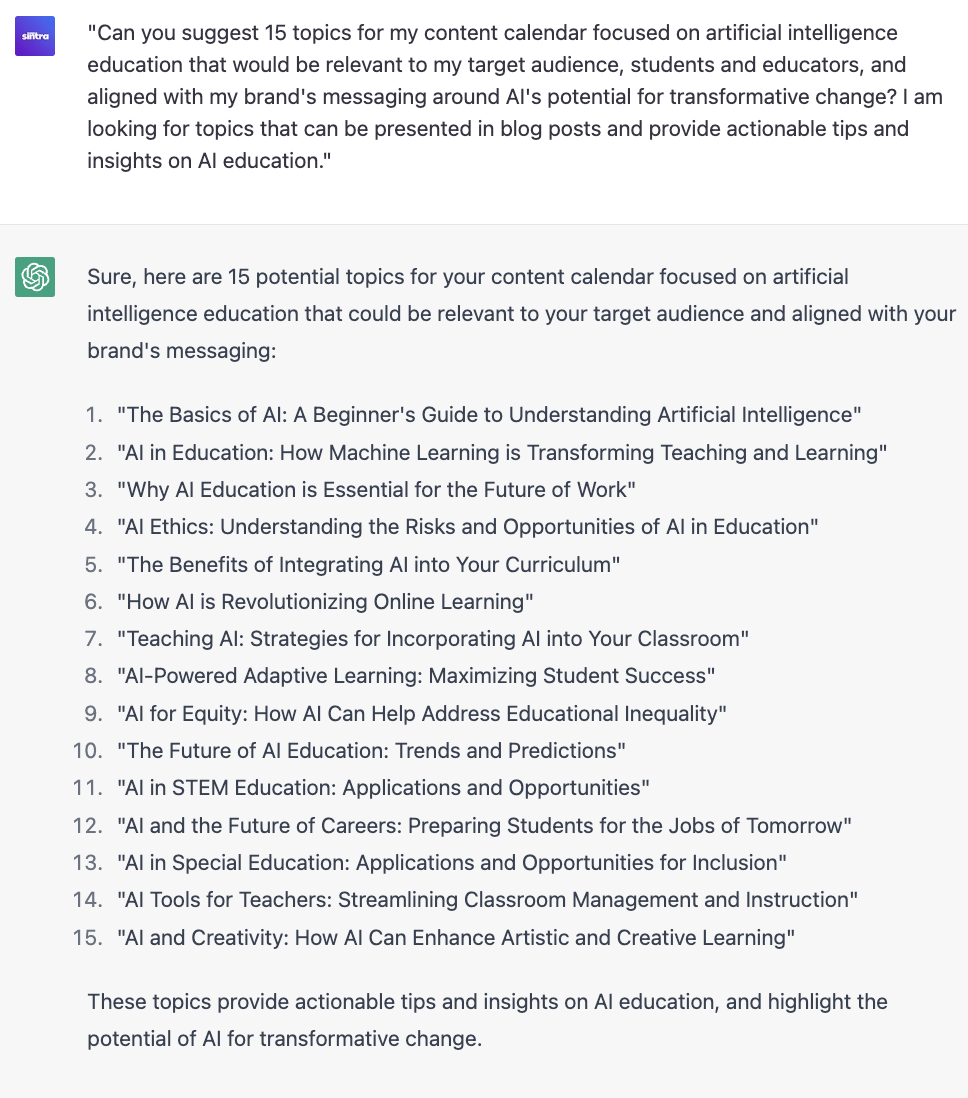 sintra
"Can you suggest 15 topics for my content calendar focused on artificial intelligence
education that would be relevant to my target audience, students and educators, and
aligned with my brand's messaging around AI's potential for transformative change? I am
looking for topics that can be presented in blog posts and provide actionable tips and
insights on AI education."
Sure, here are 15 potential topics for your content calendar focused on artificial
intelligence education that could be relevant to your target audience and aligned with your
brand's messaging:
1. "The Basics of AI: A Beginner's Guide to Understanding Artificial Intelligence"
2. "AI in Education: How Machine Learning is Transforming Teaching and Learning"
3. "Why AI Education is Essential for the Future of Work"
4. "AI Ethics: Understanding the Risks and Opportunities of AI in Education"
5. "The Benefits of Integrating AI into Your Curriculum"
6. "How AI is Revolutionizing Online Learning"
7. "Teaching AI: Strategies for Incorporating AI into Your Classroom"
8. "AI-Powered Adaptive Learning: Maximizing Student Success"
9. "AI for Equity: How AI Can Help Address Educational Inequality"
10. "The Future of AI Education: Trends and Predictions"
11. "AI in STEM Education: Applications and Opportunities"
12. "AI and the Future of Careers: Preparing Students for the Jobs of Tomorrow"
13. "AI in Special Education: Applications and Opportunities for Inclusion"
14. "AI Tools for Teachers: Streamlining Classroom Management and Instruction"
15. "AI and Creativity: How AI Can Enhance Artistic and Creative Learning"
These topics provide actionable tips and insights on AI education, and highlight the
potential of AI for transformative change.